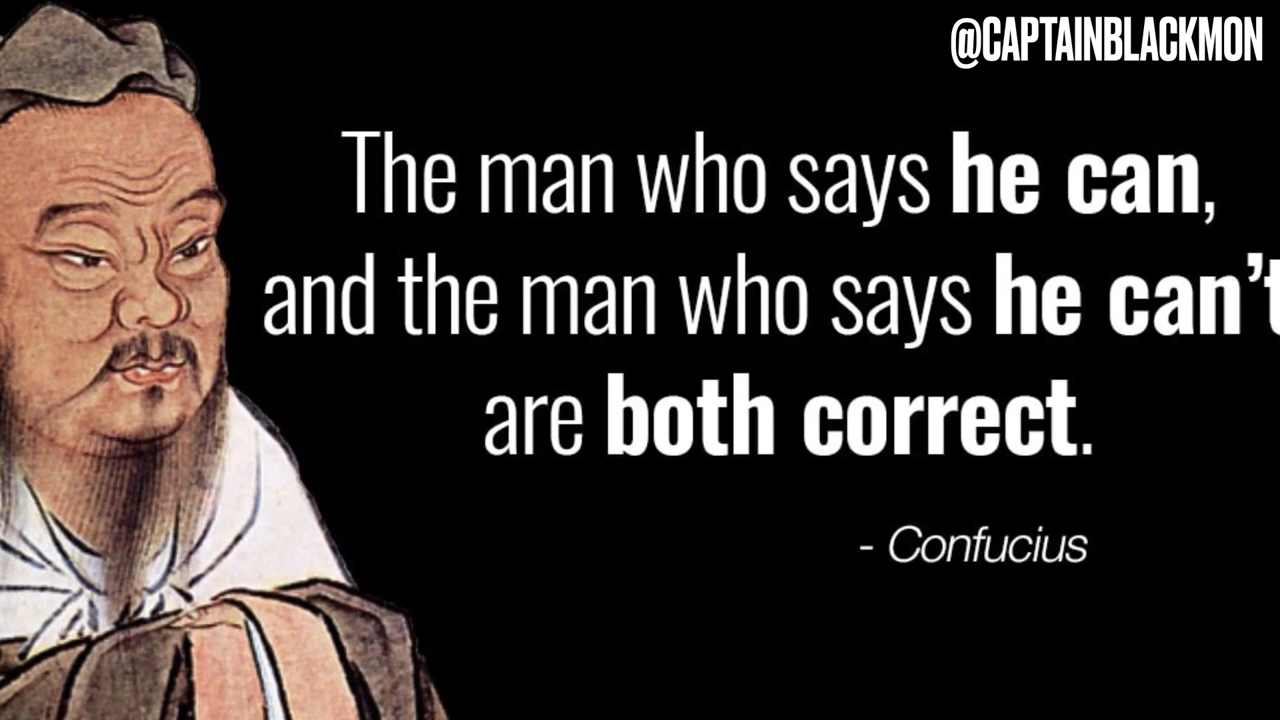 @CAPTAINBLACKMON
The man who says he can,
and the man who says he can’t
are both correct.
- Confucius